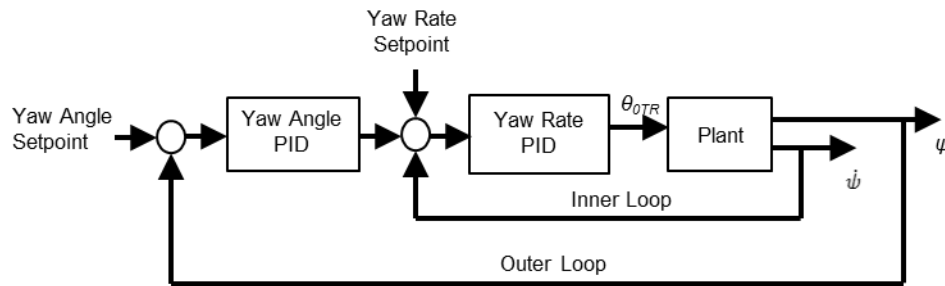 Yaw Rate
Setpoint
Yaw Angle
Setpoint
Yaw Angle
PID
Yaw Rate
PID
θ0TR
Plant
ψ
ψ̇
Inner Loop
Outer Loop